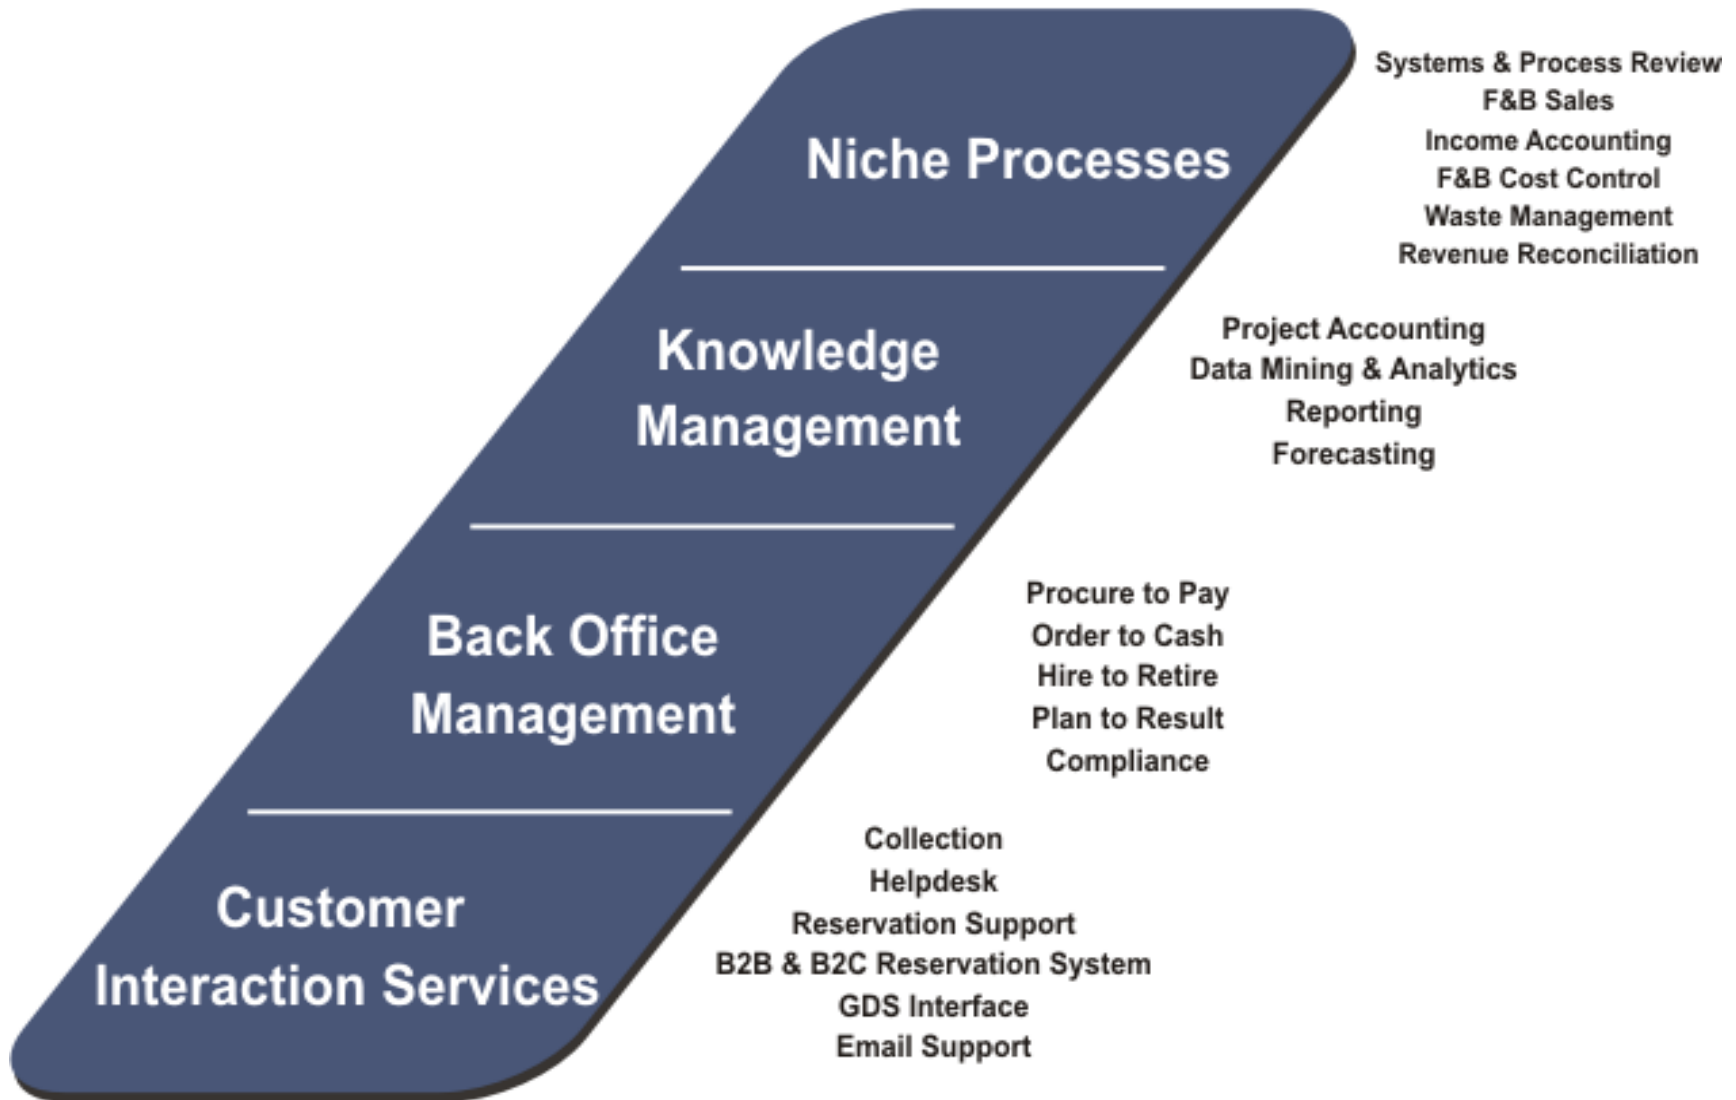 Niche Processes
Systems & Process Review
F&B Sales
Income Accounting
F&B Cost Control
Waste Management
Revenue Reconciliation
Knowledge
Management
Project Accounting
Data Mining & Analytics
Reporting
Forecasting
Back Office
Management
Procure to Pay
Order to Cash
Hire to Retire
Plan to Result
Compliance
Customer
Interaction Services
Collection
Helpdesk
Reservation Support
B2B & B2C Reservation System
GDS Interface
Email Support